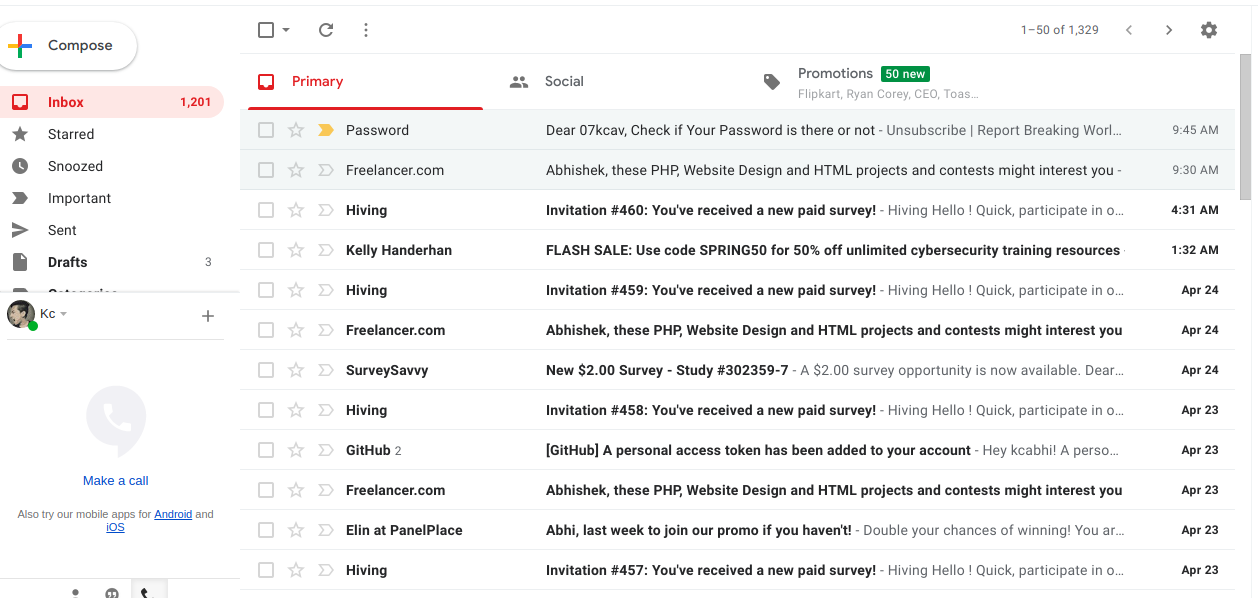 Compose
1–50 of 1,329
Primary
Social
Promotions 50 new
Flipkart, Ryan Corey, CEO, Toas…
Inbox 1,201
Starred
Snoozed
Important
Sent
Drafts 3
Kc
Make a call
Also try our mobile apps for Android and
iOS
Password Dear 07kcav, Check if Your Password is there or not - Unsubscribe | Report Breaking Worl… 9:45 AM
Freelancer.com Abhishek, these PHP, Website Design and HTML projects and contests might interest you - 9:30 AM
Hiving Invitation #460: You've received a new paid survey! - Hiving Hello ! Quick, participate in o… 4:31 AM
Kelly Handerhan FLASH SALE: Use code SPRING50 for 50% off unlimited cybersecurity training resources 1:32 AM
Hiving Invitation #459: You've received a new paid survey! - Hiving Hello ! Quick, participate in o… Apr 24
Freelancer.com Abhishek, these PHP, Website Design and HTML projects and contests might interest you Apr 24
SurveySavvy New $2.00 Survey - Study #302359-7 - A $2.00 survey opportunity is now available. Dear… Apr 24
Hiving Invitation #458: You've received a new paid survey! - Hiving Hello ! Quick, participate in o… Apr 23
GitHub 2 [GitHub] A personal access token has been added to your account - Hey kcabhi! A perso… Apr 23
Freelancer.com Abhishek, these PHP, Website Design and HTML projects and contests might interest you Apr 23
Elin at PanelPlace Abhi, last week to join our promo if you haven't! - Double your chances of winning! You ar… Apr 23
Hiving Invitation #457: You've received a new paid survey! - Hiving Hello ! Quick, participate in o… Apr 23